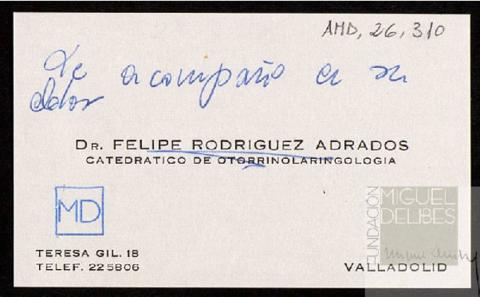 AMD, 26, 310
Le acompaño en su
dolor
DR. FELIPE RODRIGUEZ ADRADOS
CATEDRATICO DE OTORRINOLARINGOLOGIA
MD
TERESA GIL. 18
TELEF. 225806
VALLADOLID
FUNDACIÓN
MIGUEL
DELIBES